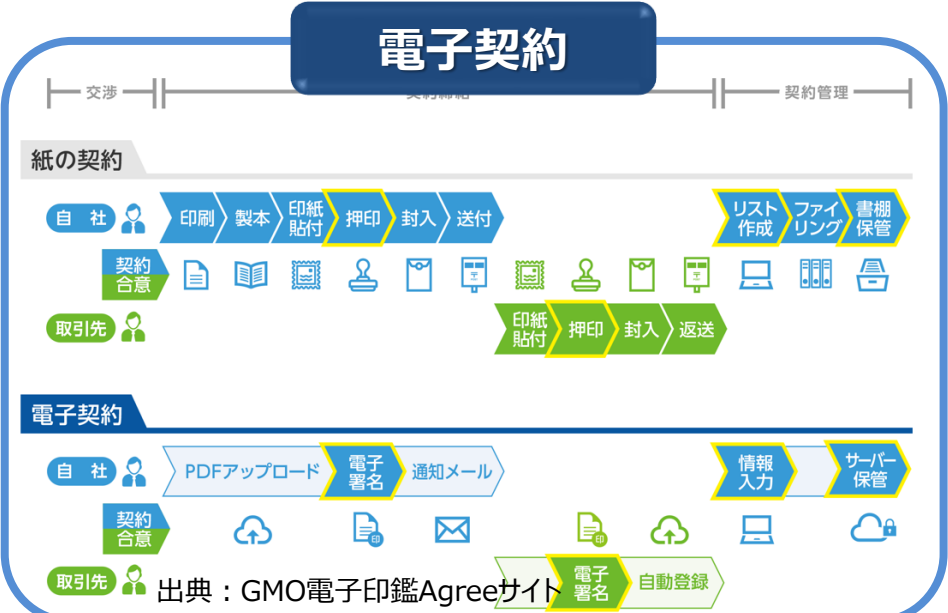 電子契約
交渉
契約管理
紙の契約
自 社
印刷
製本
印紙
貼付
押印
封入
送付
リスト
作成
ファイ
リング
書棚
保管
契約
合意
〒
〒
取引先
印紙
貼付
押印
封入
返送
電子契約
自 社
PDFアップロード
電子
署名
通知メール
情報
入力
サーバー
保管
契約
合意
印
印
取引先
出典：GMO電子印鑑Agreeサイト
電子
署名
自動登録